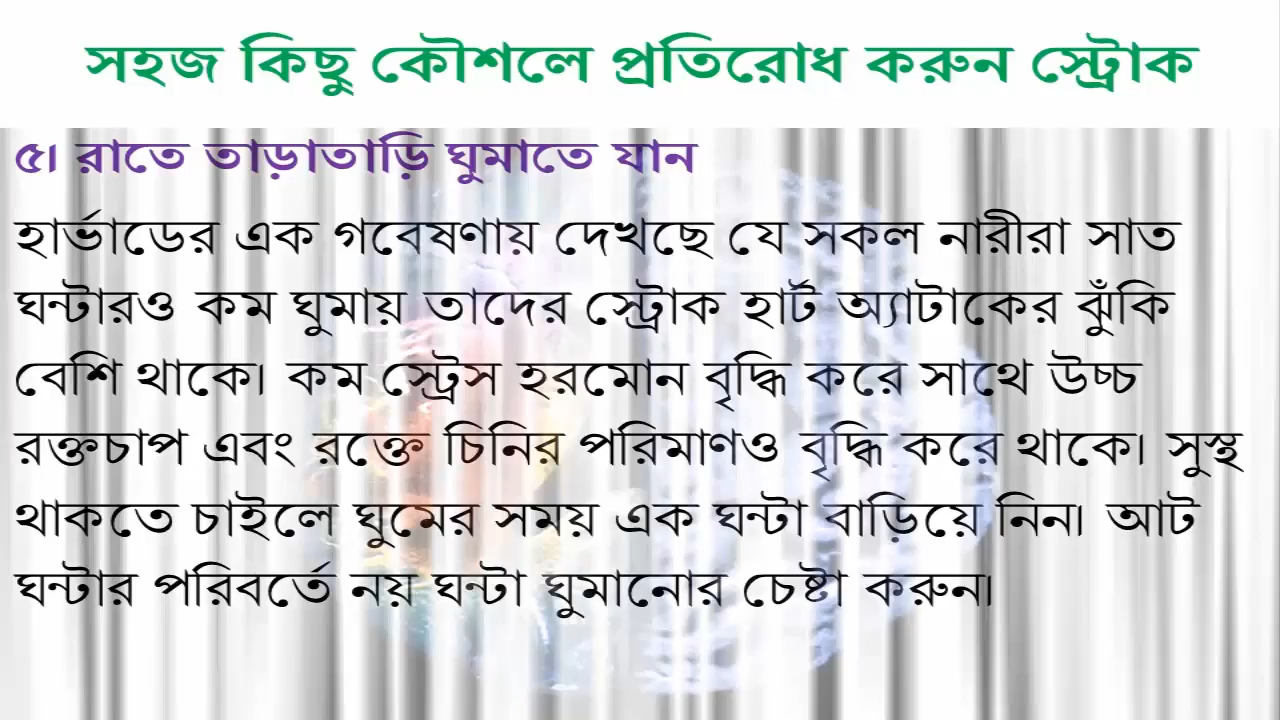 সহজ কিছু কৌশলে প্রতিরোধ করুন স্ট্রোক
৫। রাতে তাড়াতাড়ি ঘুমাতে যান
হার্ভাডের এক গবেষণায় দেখছে যে সকল নারীরা সাত
ঘন্টারও কম ঘুমায় তাদের স্ট্রোক হার্ট অ্যাটাকের ঝুঁকি
বেশি থাকে। কম স্ট্রেস হরমোন বৃদ্ধি করে সাথে উচ্চ
রক্তচাপ এবং রক্তে চিনির পরিমাণও বৃদ্ধি করে থাকে। সুস্থ
থাকতে চাইলে ঘুমের সময় এক ঘন্টা বাড়িয়ে নিন। আট
ঘন্টার পরিবর্তে নয় ঘন্টা ঘুমানোর চেষ্টা করুন।